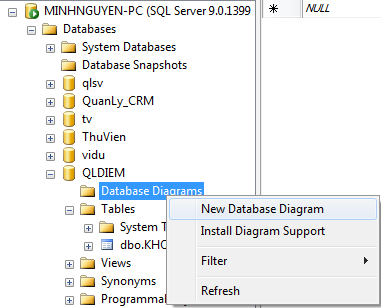 MINHNGUYEN-PC (SQL Server 9.0.1399
NULL
Databases
System Databases
Database Snapshots
qlsv
QuanLy_CRM
tv
ThuVien
vidu
QLDIEM
Database Diagrams
New Database Diagram
Tables
Install Diagram Support
System T
dbo.KHO
Filter
Views
Synonyms
Refresh
Programmab